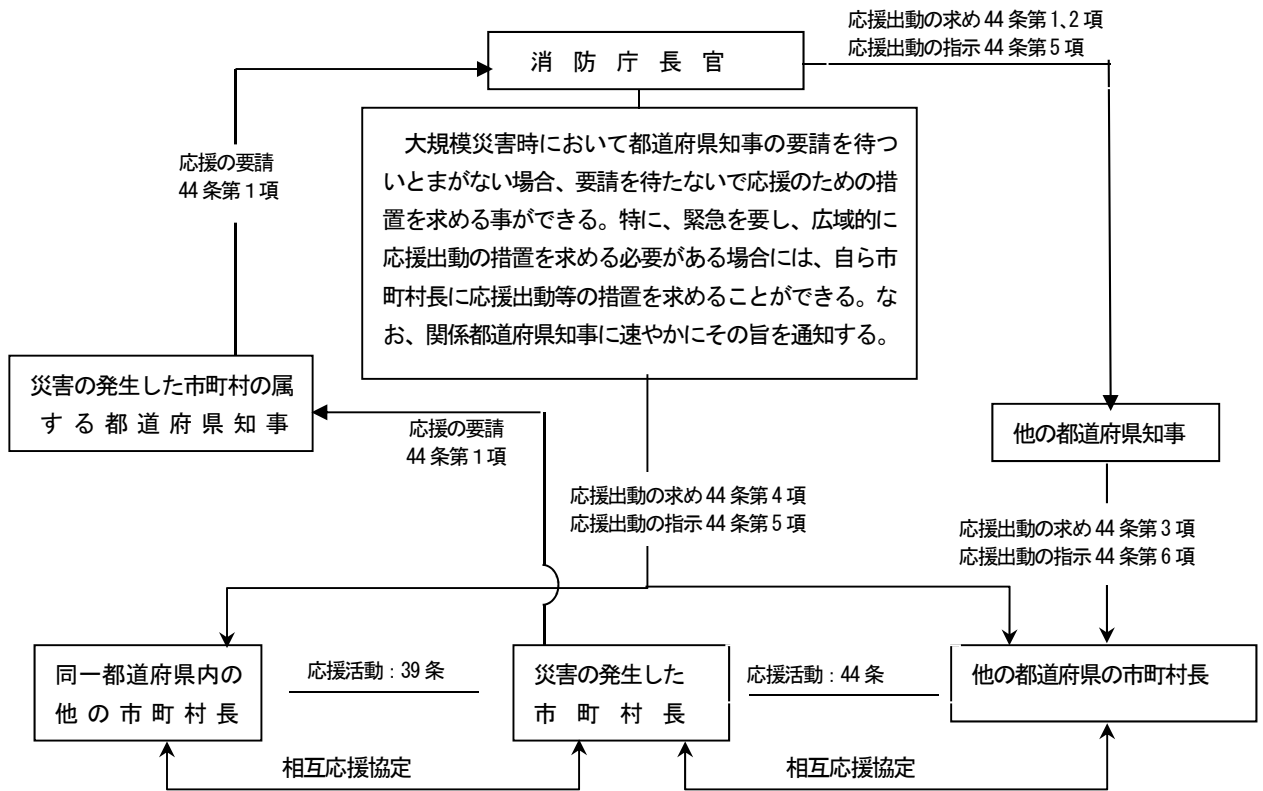 応援出動の求め 44 条第 1、2 項
応援出動の指示 44 条第 5 項
消防庁長官
応援の要請
44 条第 1 項
大規模災害時において都道府県知事の要請を待つ
いとまがない場合、要請を待たないで応援のための措
置を求める事ができる。特に、緊急を要し、広域的に
応援出動の措置を求める必要がある場合には、自ら市
町村長に応援出動等の措置を求めることができる。な
お、関係都道府県知事に速やかにその旨を通知する。
災害の発生した市町村の属
する都道府県知事
応援の要請
44 条第 1 項
他の都道府県知事
応援出動の求め 44 条第 4 項
応援出動の指示 44 条第 5 項
応援出動の求め 44 条第 3 項
応援出動の指示 44 条第 6 項
同一都道府県内の
他の市町村長
応援活動：39 条
災害の発生した
市町村長
応援活動：44 条
他の都道府県の市町村長
相互応援協定
相互応援協定